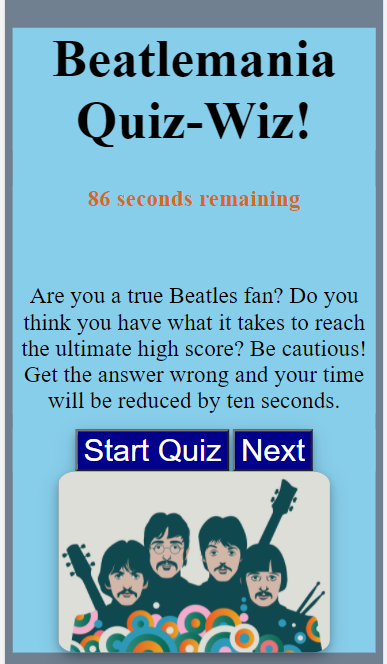 Beatlemania
Quiz-Wiz!
86 seconds remaining
Are you a true Beatles fan? Do you
think you have what it takes to reach
the ultimate high score? Be cautious!
Get the answer wrong and your time
will be reduced by ten seconds.
Start Quiz Next